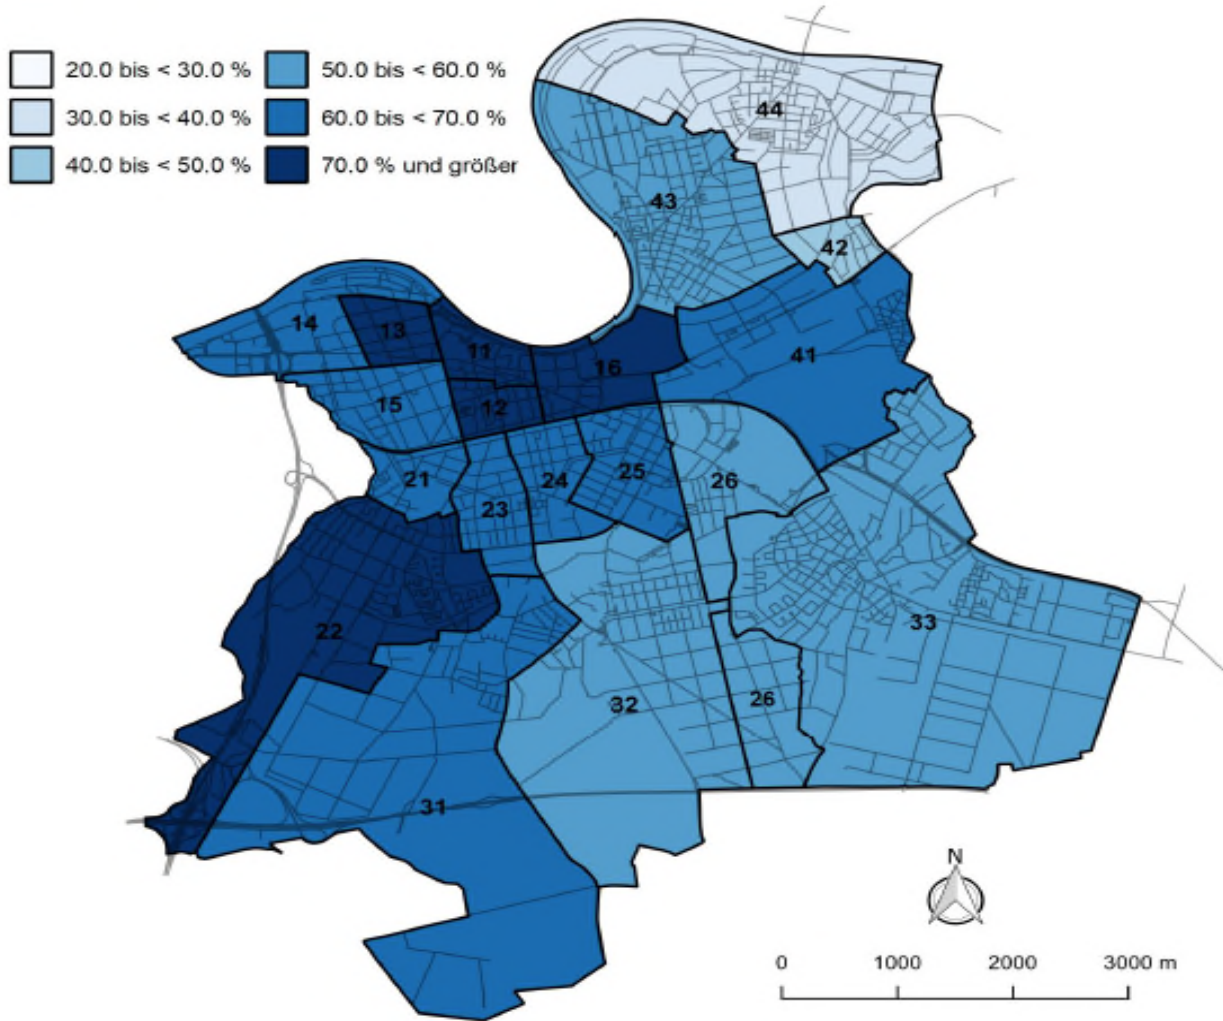 20.0 bis < 30.0 %
50.0 bis < 60.0 %
30.0 bis < 40.0 %
60.0 bis < 70.0 %
40.0 bis < 50.0 %
70.0 % und größer
44
43
42
14
13
11
16
41
15
12
21
24
25
26
23
22
33
32
26
31
N
0 1000 2000 3000 m